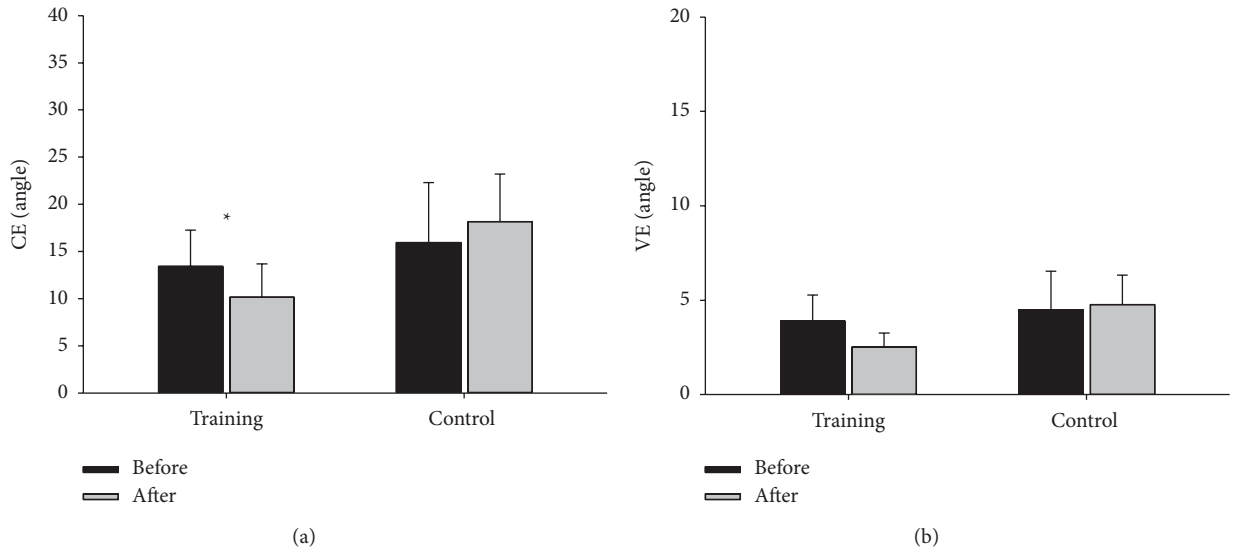 40
35
30
25
20
15
10
5
0
CE (angle)
*
Training Control
Before
After
(a)
20
15
10
5
0
VE (angle)
Training Control
Before
After
(b)